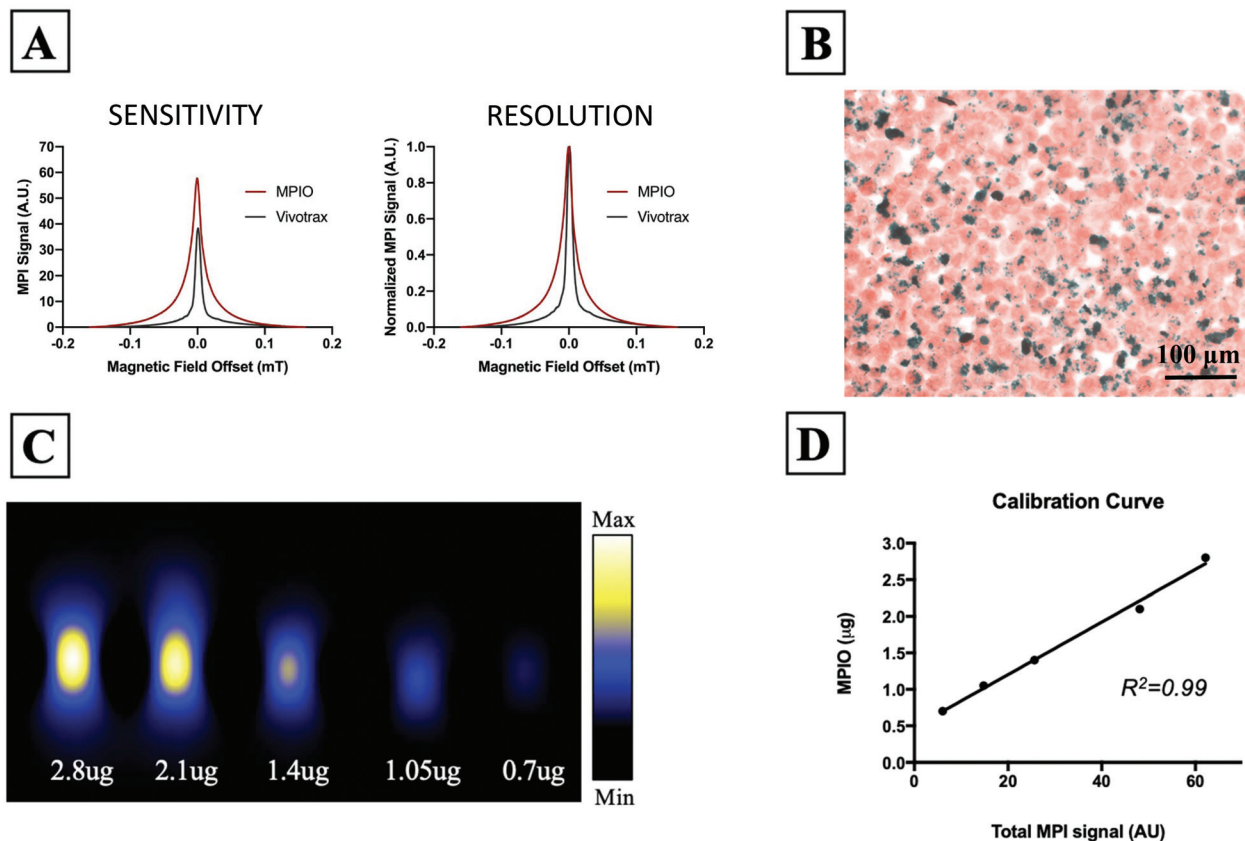 A
SENSITIVITY
MPI Signal (A.U.)
70
60
50
40
30
20
10
0
-0.2
-0.1
0.0
0.1
0.2
Magnetic Field Offset (mT)
MPIO
Vivotrax
RESOLUTION
Normalized MPI Signal (A.U.)
1.0
0.8
0.6
0.4
0.2
0.0
-0.2
-0.1
0.0
0.1
0.2
Magnetic Field Offset (mT)
MPIO
Vivotrax
B
100 µm
C
2.8ug
2.1ug
1.4ug
1.05ug
0.7ug
Max
Min
D
Calibration Curve
MPIO (µg)
3.0
2.5
2.0
1.5
1.0
0.5
0.0
R²=0.99
0
20
40
60
Total MPI signal (AU)